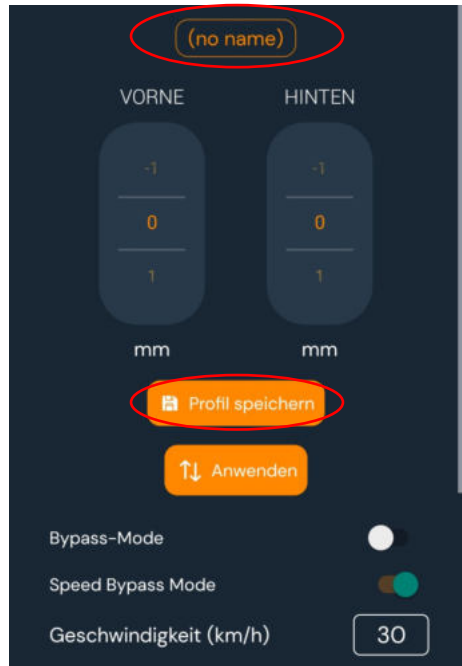 (no name)
VORNE HINTEN
-1 -1
0 0
1 1
mm mm
Profil speichern
Anwenden
Bypass-Mode
Speed Bypass Mode
Geschwindigkeit (km/h) 30